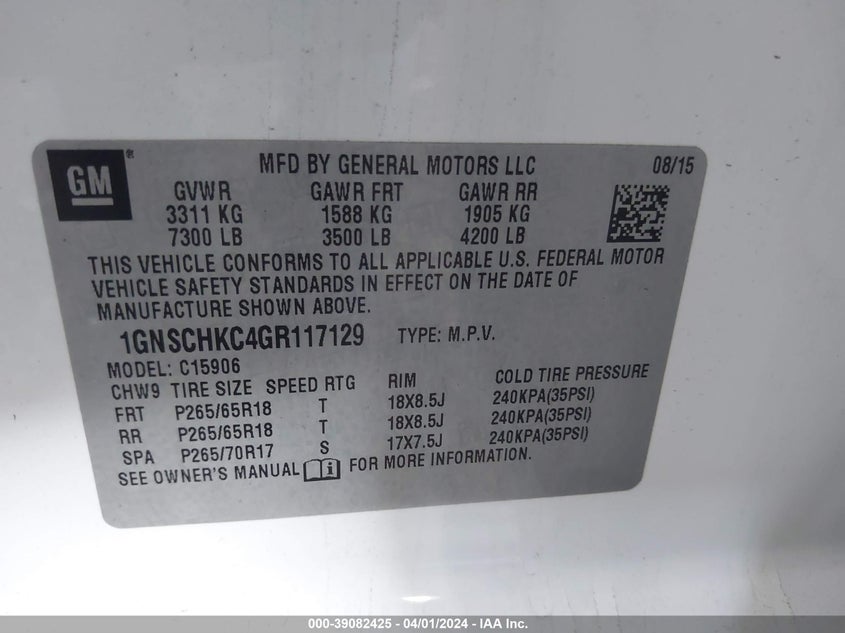 GM ®
MFD BY GENERAL MOTORS LLC 08/15
GVWR GAWR FRT GAWR RR
3311 KG 1588 KG 1905 KG
7300 LB 3500 LB 4200 LB
THIS VEHICLE CONFORMS TO ALL APPLICABLE U.S. FEDERAL MOTOR
VEHICLE SAFETY STANDARDS IN EFFECT ON THE DATE OF
MANUFACTURE SHOWN ABOVE.
1GNSCHKC4GR117129 TYPE: M.P.V.
MODEL: C15906
CHW9 TIRE SIZE SPEED RTG RIM COLD TIRE PRESSURE
FRT P265/65R18 T 18X8.5J 240KPA(35PSI)
RR P265/65R18 T 18X8.5J 240KPA(35PSI)
SPA P265/70R17 S 17X7.5J 240KPA(35PSI)
SEE OWNER'S MANUAL i FOR MORE INFORMATION.
000-39082425 - 04/01/2024 - IAA Inc.